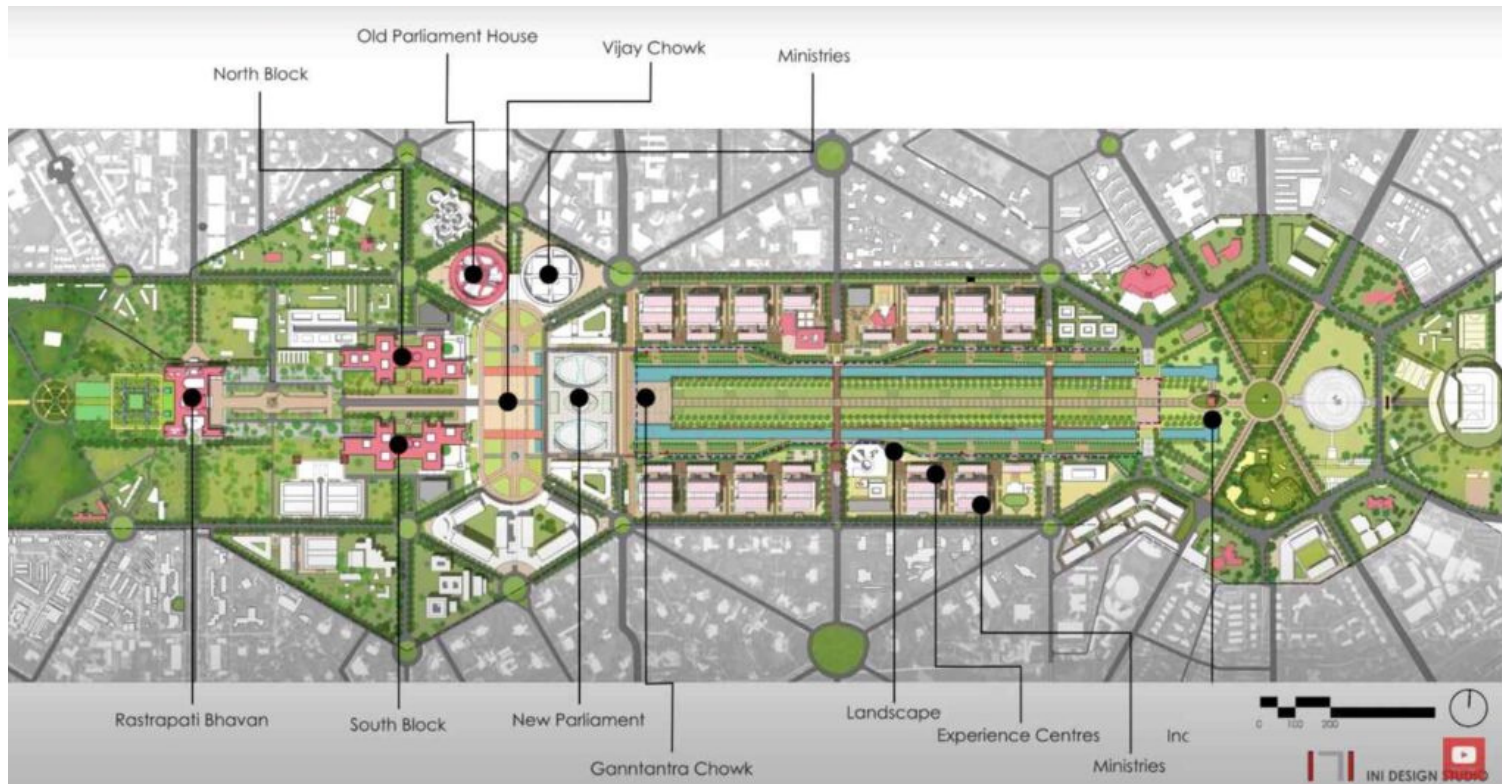 Old Parliament House
Vijay Chowk
Ministries
North Block
Rastrapati Bhavan
South Block
New Parliament
Ganntantra Chowk
Landscape
Experience Centres
Ministries
Inc
0 100 200
INI DESIGN STUDIO